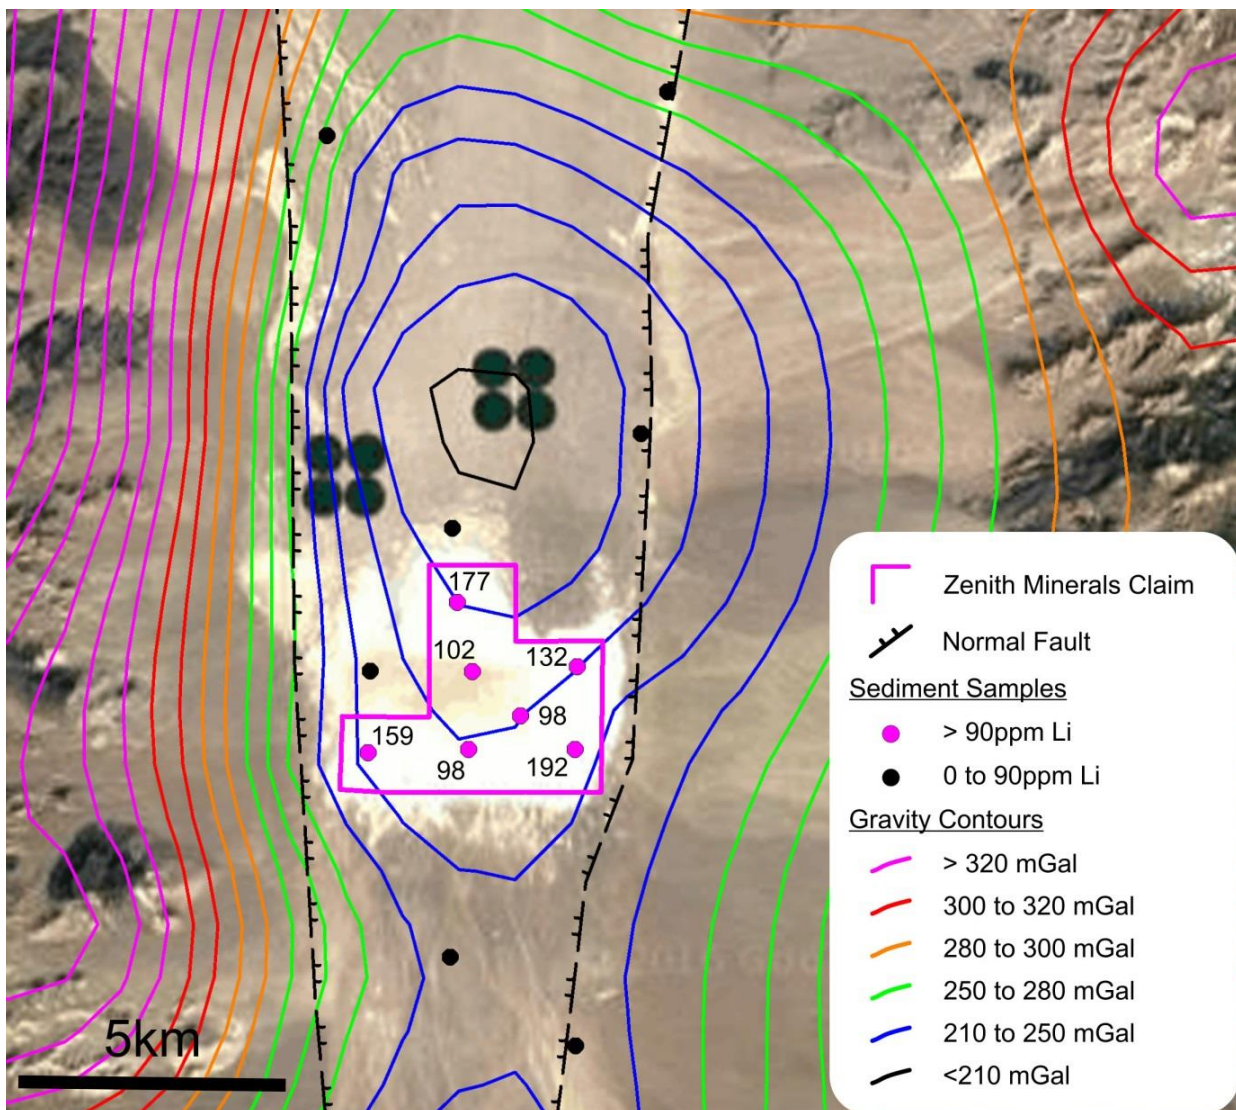 177
102
132
98
159
98
192
5km
Zenith Minerals Claim
Normal Fault
Sediment Samples
> 90ppm Li
0 to 90ppm Li
Gravity Contours
> 320 mGal
300 to 320 mGal
280 to 300 mGal
250 to 280 mGal
210 to 250 mGal
<210 mGal